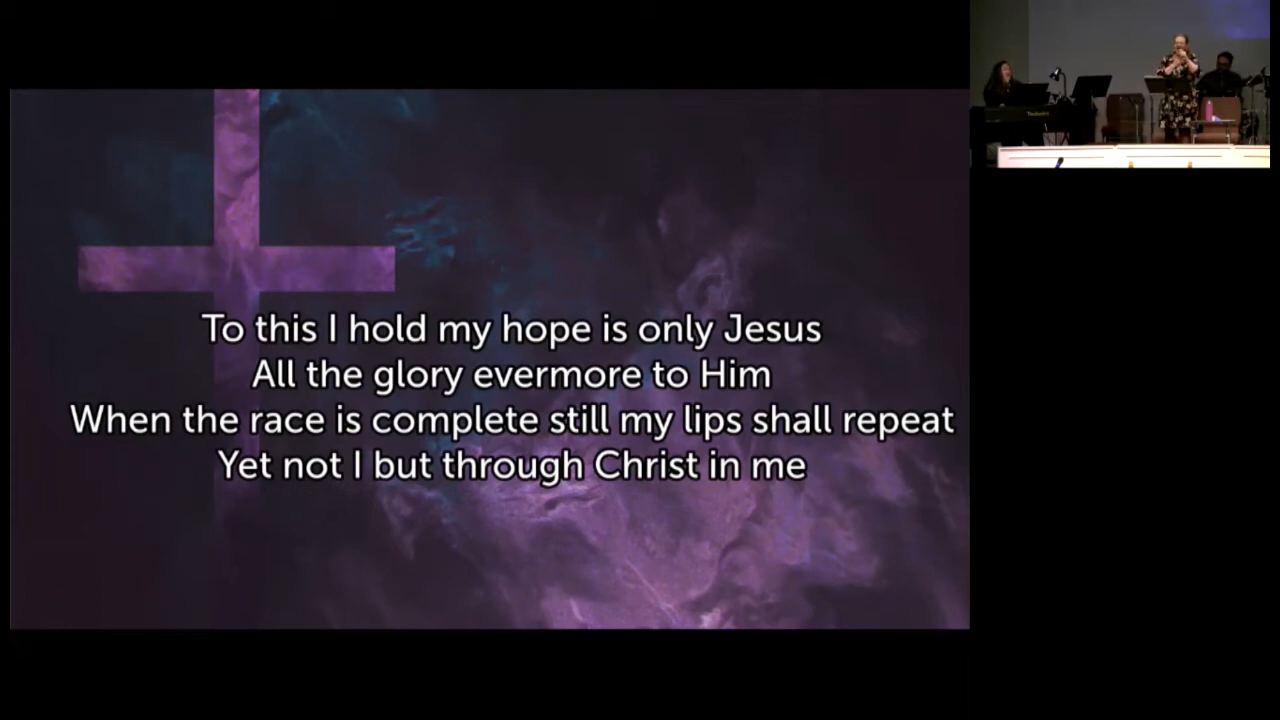 To this I hold my hope is only Jesus
All the glory evermore to Him
When the race is complete still my lips shall repeat
Yet not I but through Christ in me